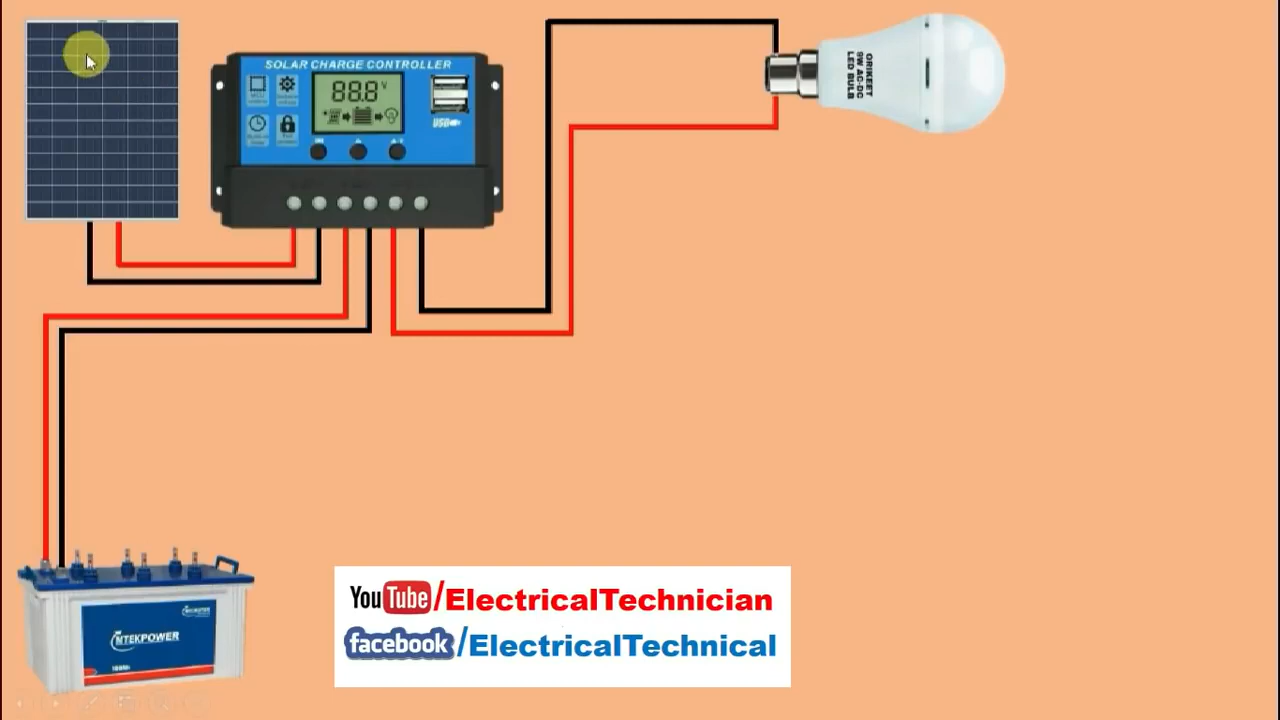 SOLAR CHARGE CONTROLLER
88.8 V
USB
ORIKEET
9W AC-DC
LED BULB
NTEKPOWER
YouTube/ElectricalTechnician
facebook/ElectricalTechnical